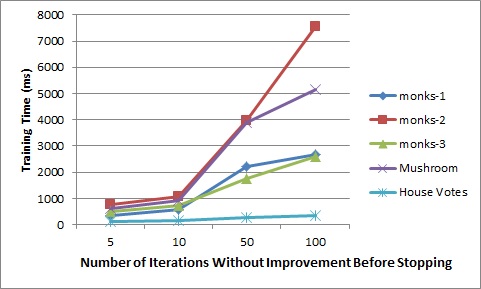 8000
7000
6000
5000
4000
3000
2000
1000
0
Training Time (ms)
5 10 50 100
Number of Iterations Without Improvement Before Stopping
monks-1
monks-2
monks-3
Mushroom
House Votes